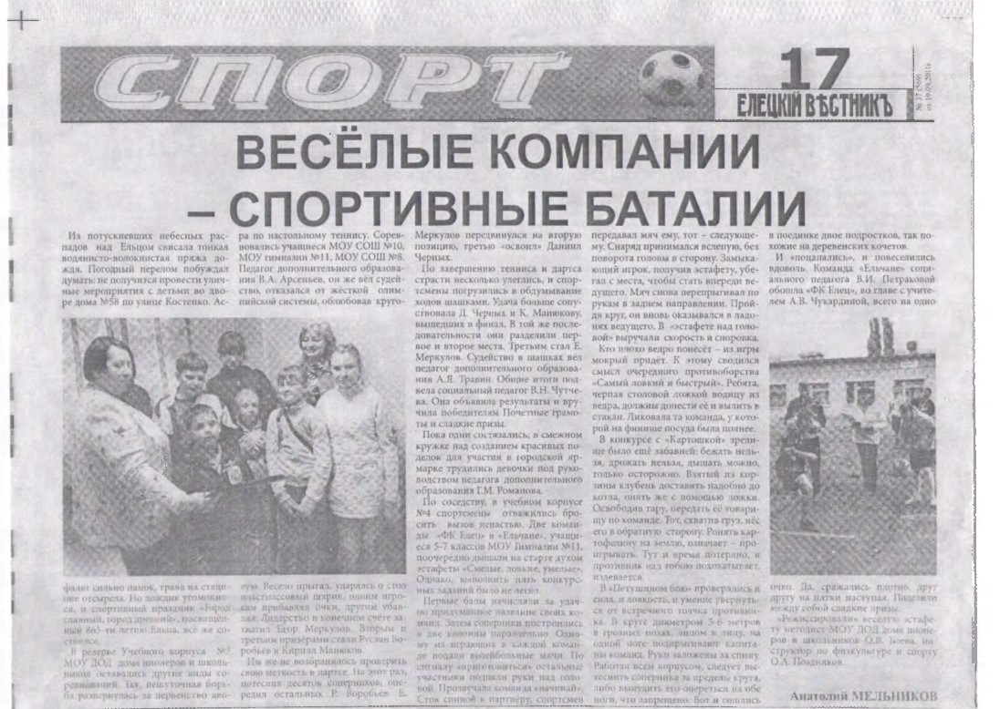 СПОРТ
17
ЕЛЕЦКІЙ ВѢСТНИКЪ
№ 37 (569)
от 19.09.2011г.
ВЕСЁЛЫЕ КОМПАНИИ
– СПОРТИВНЫЕ БАТАЛИИ
Из потускневших небесных рас-
падов над Ельцом свисала тонкая
водянисто-волокнистая пряжа до-
ждя. Погодный перелом побуждал
думать: не получится провести улич-
ные мероприятия с детьми во дво-
ре дома №58 по улице Костенко. Ас-
фальт сильно намок, трава на стади-
оне отсырела. Но дождик угомонил-
ся, и спортивный праздник «Город
славный, город древний», посвящён-
ный 865-ти летию Ельца, всё же со-
стоялся.
В резерве Учебного корпуса №3
МОУ ДОД дома пионеров и школь-
ников оставались другие виды со-
ревнований. Так, нешуточная борь-
ба развернулась за первенство дво-
ра по настольному теннису. Сорев-
новались учащиеся МОУ СОШ №10,
МОУ гимназии №11, МОУ СОШ №8.
Педагог дополнительного образова-
ния В.А. Арсеньев, он же вёл судей-
ство, отказался от жёсткой олим-
пийской системы, облюбовав круго-
вую. Весело прыгал, ударяясь о стол
пластмассовый шарик, одним игро-
кам прибавляя очки, другим убав-
ляя. Лидерство в конечном счёте за-
хватил Егор Меркулов. Вторым и
третьим призёрами стали Руслан Во-
робьёв и Кирилл Манюков.
Им же не возбранялось проверить
свою меткость в дартсе. На этот раз,
потеснив десяток соперников, опе-
редил остальных Р. Воробьёв Е.
Меркулов передвинулся на вторую
позицию, третью «освоил» Даниил
Черных.
По завершению тенниса и дартса
страсти несколько улеглись, и спор-
тсмены погрузились в обдумывание
ходов шашками. Удача больше сопу-
тствовала Д. Черных и К. Манюкову,
вышедших в финал. В той же после-
довательности они разделили пер-
вое и второе места. Третьим стал Е.
Меркулов. Судейство в шашках вёл
педагог дополнительного образова-
ния А.Я. Травин. Общие итоги под-
вела социальный педагог В.Н. Чутче-
ва. Она объявила результаты и вру-
чила победителям Почетные грамо-
ты и сладкие призы.
Пока одни состязались, в смежном
кружке над созданием красивых по-
делок для участия в городской яр-
марке трудились девочки под руко-
водством педагога дополнительного
образования Г.М. Романова.
По соседству, в учебном корпусе
№4 спортсмены отважились бро-
сить вызов ненастью. Две коман-
ды «ФК Елец» и «Ельчане», учащи-
еся 5-7 классов МОУ Гимназии №11,
поочерёдно дышали на старте духом
эстафеты «Смелые, ловкие, умелые».
Однако, выполнить пять конкурс-
ных заданий было не легко.
Первые балы начисляли за удач-
но придуманное название своих ко-
манд. Затем соперники построились
в две колонны параллельно. Одно-
му из играющих в каждой коман-
де подали волейбольные мячи. По
сигналу «приготовиться» остальные
участники подняли руки над голо-
вой. Прозвучала команда «начинай».
Стоя спиной к партнёру, спортсмен
передавал мяч ему, тот – следующе-
му. Снаряд принимался вслепую, без
поворота головы в сторону. Замыка-
ющий игрок, получив эстафету, убе-
гал с места, чтобы стать впереди ве-
дущего. Мяч снова перепрыгивал по
рукам в заднем направлении. Прой-
дя круг, он вновь оказывался в ладо-
нях ведущего. В «эстафете над голо-
вой» выручали скорость и сноровка.
Кто плохо ведро понесёт – из игры
мокрый придёт. К этому сводился
смысл очередного противоборства
«Самый ловкий и быстрый». Ребята,
черпая столовой ложкой водицу из
ведра, должны донести её и вылить в
стакан. Ликовала та команда, у кото-
рой на финише посуда была полнее.
В конкурсе с «Картошкой» зрели-
ще было ещё забавней: бежать нель-
зя, дрожать нельзя, дышать можно,
только осторожно. Взятый из кор-
зины клубень доставить надобно до
котла, опять же с помощью ложки.
Освободив тару, передать её товари-
щу по команде. Тот, схватив груз, нёс
его в обратную сторону. Ронять кар-
тофелину на землю, означает – про-
игрывать. Тут и время потеряно, и
противник над тобою подхохатывает,
издевается.
В «Петушином бою» проверялись и
сила, и ловкость, и умение увернуть-
ся от встречного толчка противни-
ка. В круге диаметром 5-6 метров
в грозных позах, лицом к лицу, на
одной ноге подпрыгивают капита-
ны команд. Руки заложены за спину.
Работая всем корпусом, следует вы-
теснить соперника за пределы круга,
либо вынудить его опереться на обе
ноги, что запрещено. Вот и сошлись
в поединке двое подростков, так по-
хожие на деревенских кочетов.
И «поцапались», и повеселились
вдоволь. Команда «Ельчане» соци-
ального педагога В.И. Петраковой
обошла «ФК Елец», во главе с учите-
лем А.В. Чукардиной, всего на одно
очко. Да, сражались плотно, друг
другу на пятки наступая. Поделили
между собой сладкие призы.
«Режиссировали» весёлую эстафе-
ту методист МОУ ДОД дома пионе-
ров и школьников О.В. Боева, ин-
структор по физкультуре и спорту
О.А. Поздняков.
Анатолий МЕЛЬНИКОВ